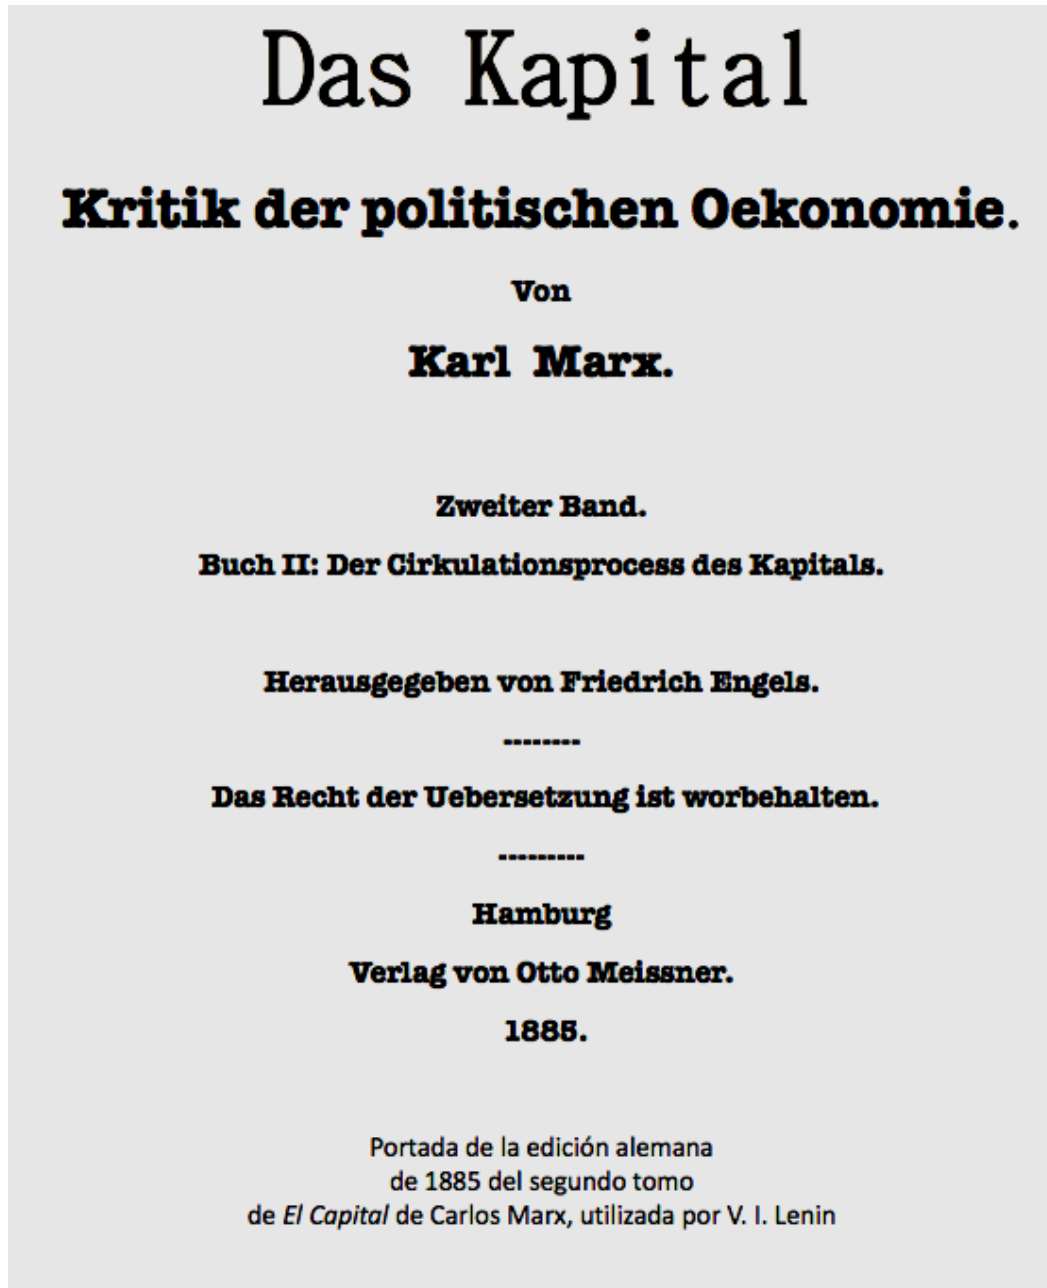 Das Kapital
Kritik der politischen Oekonomie.
Von
Karl Marx.
Zweiter Band.
Buch II: Der Cirkulationsprocess des Kapitals.
Herausgegeben von Friedrich Engels.
--------
Das Recht der Uebersetzung ist worbehalten.
---------
Hamburg
Verlag von Otto Meissner.
1885.
Portada de la edición alemana
de 1885 del segundo tomo
de El Capital de Carlos Marx, utilizada por V. I. Lenin